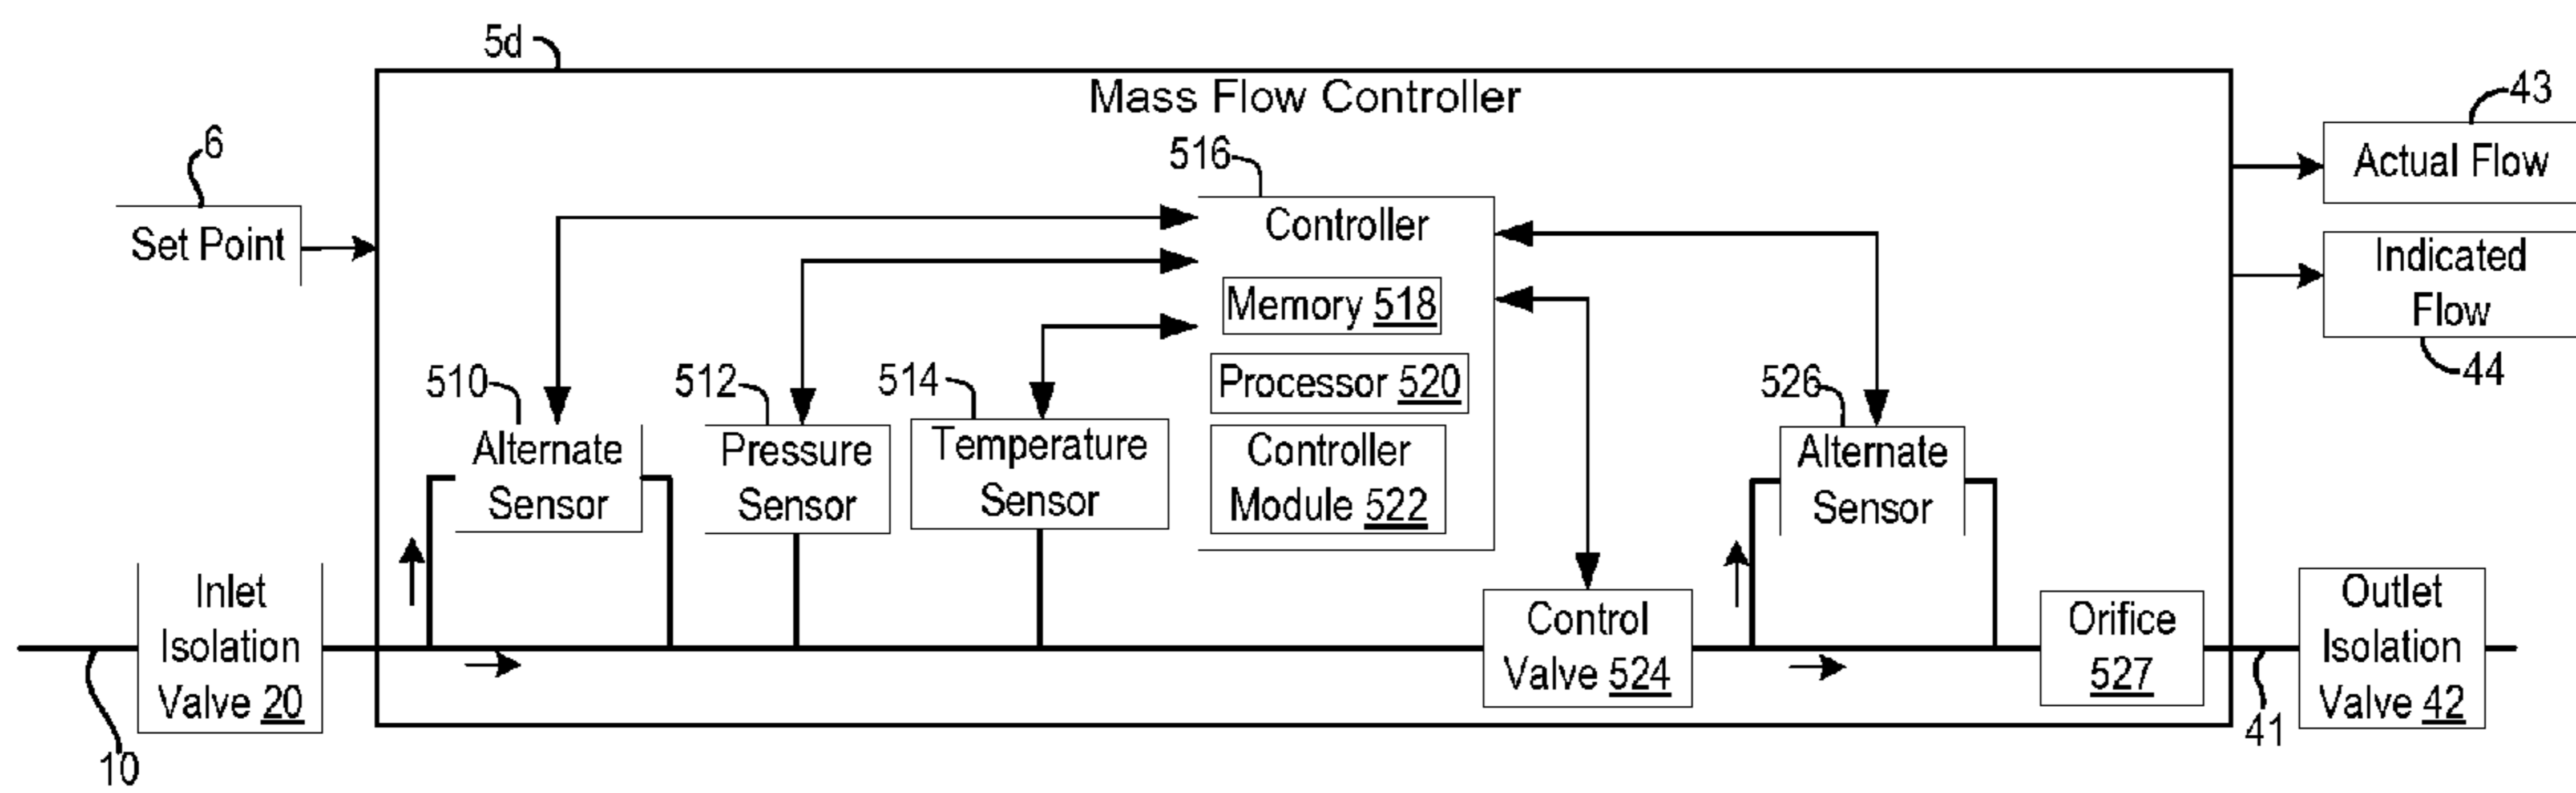 5d
Mass Flow Controller
43
Actual Flow
6
Set Point
516
Controller
Indicated
Flow
44
Memory 518
Processor 520
Controller
Module 522
510
Alternate
Sensor
512
Pressure
Sensor
514
Temperature
Sensor
526
Alternate
Sensor
Inlet
Isolation
Valve 20
10
Control
Valve 524
Orifice
527
41
Outlet
Isolation
Valve 42